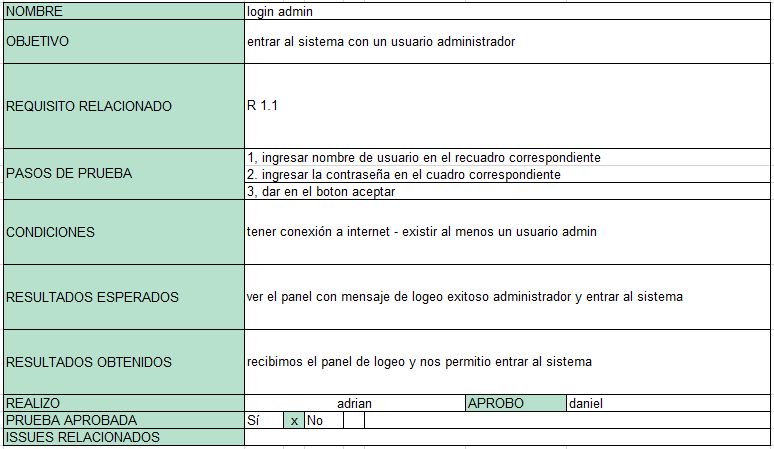 NOMBRE login admin
OBJETIVO entrar al sistema con un usuario administrador
REQUISITO RELACIONADO R 1.1
PASOS DE PRUEBA
1, ingresar nombre de usuario en el recuadro correspondiente
2. ingresar la contraseña en el cuadro correspondiente
3, dar en el boton aceptar
CONDICIONES tener conexión a internet - existir al menos un usuario admin
RESULTADOS ESPERADOS ver el panel con mensaje de logeo exitoso administrador y entrar al sistema
RESULTADOS OBTENIDOS recibimos el panel de logeo y nos permitio entrar al sistema
REALIZO adrian APROBO daniel
PRUEBA APROBADA Sí x No
ISSUES RELACIONADOS